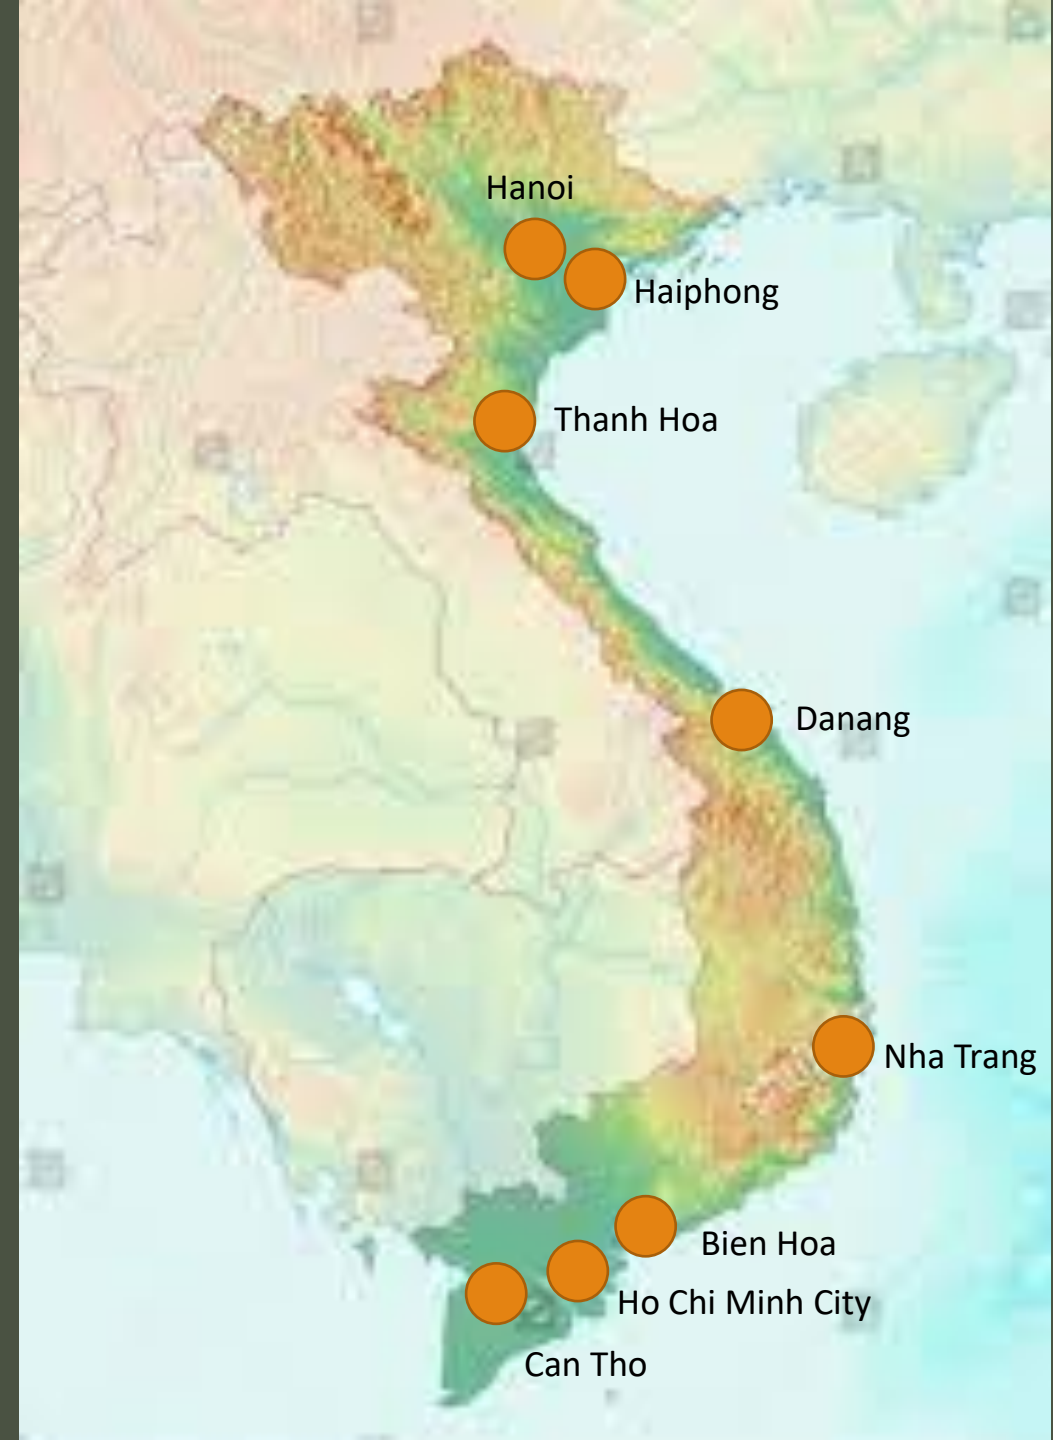 Hanoi
Haiphong
Thanh Hoa
Danang
Nha Trang
Bien Hoa
Ho Chi Minh City
Can Tho